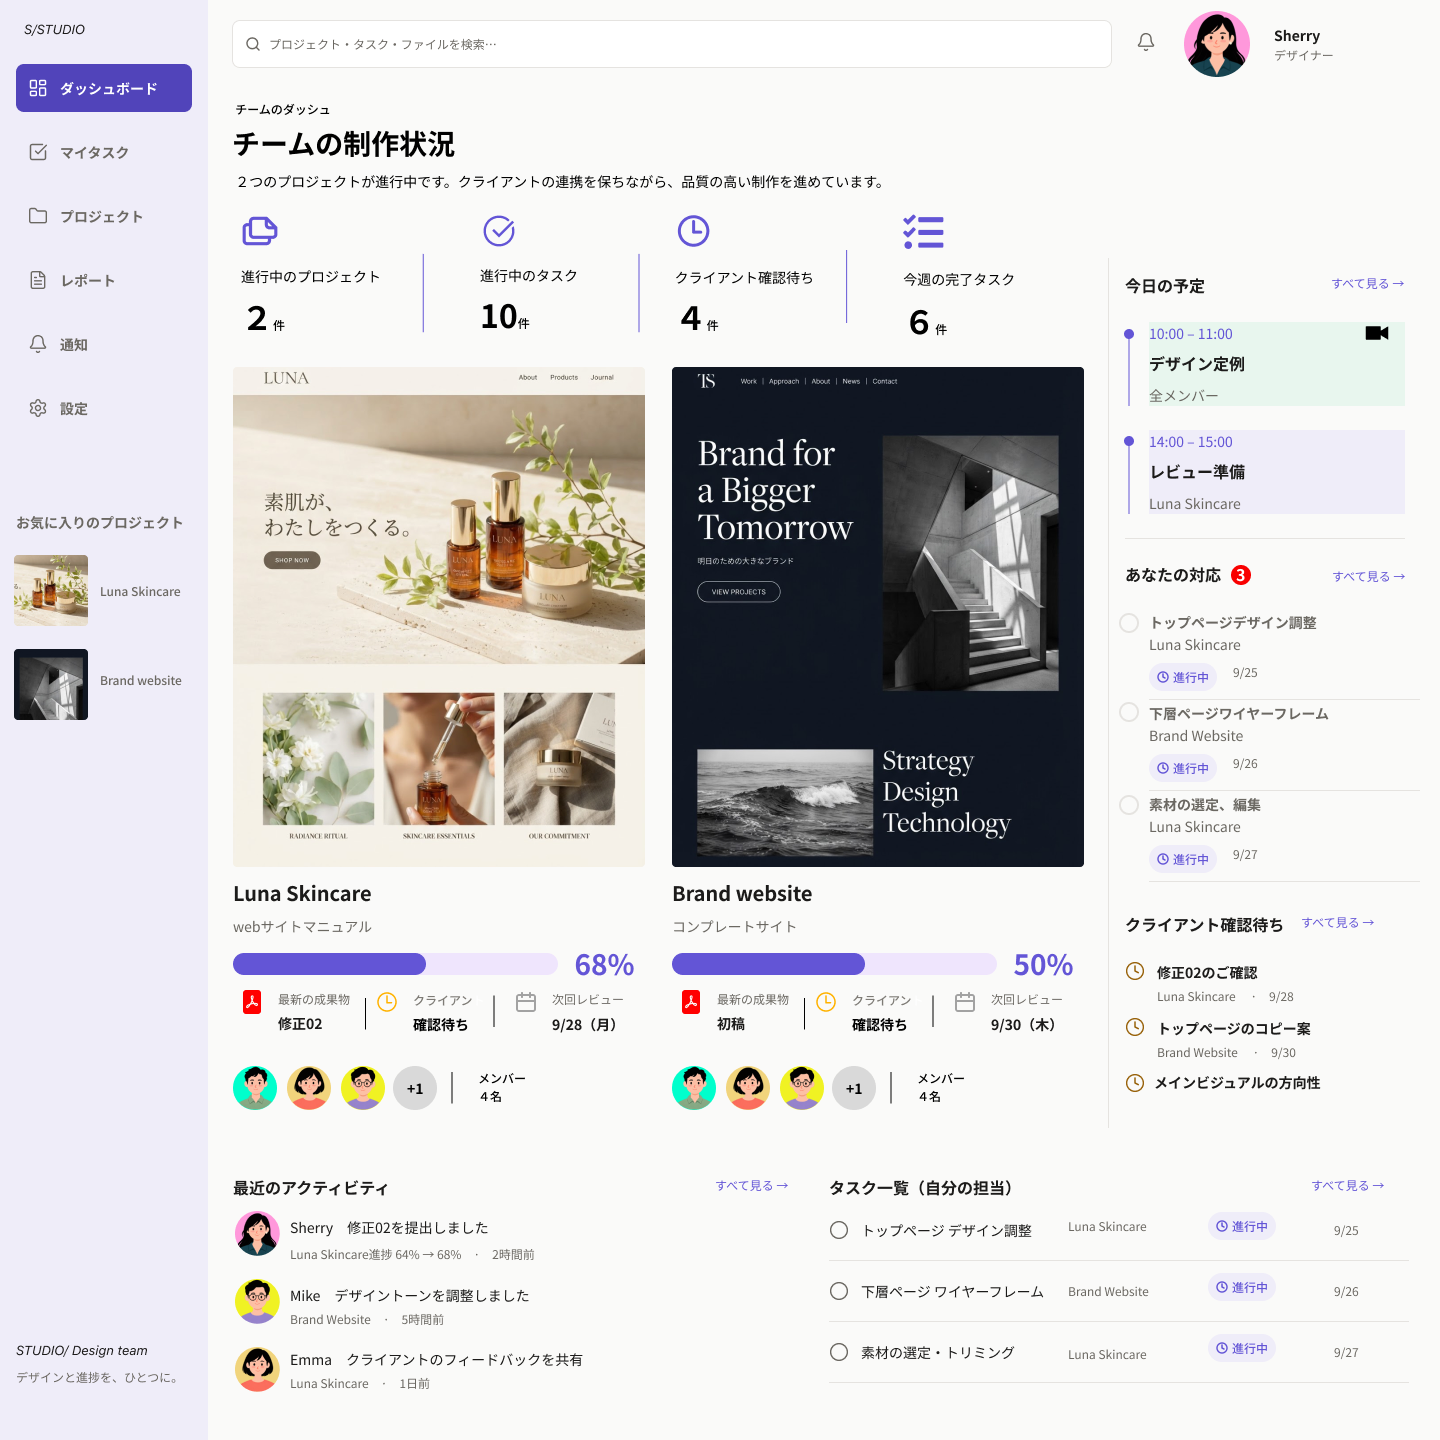 S/STUDIO
ダッシュボード
マイタスク
プロジェクト
レポート
通知
設定
お気に入りのプロジェクト
Luna Skincare
Brand website
STUDIO/ Design team
デザインと進捗を、ひとつに。
プロジェクト・タスク・ファイルを検索…
Sherry
デザイナー
チームのダッシュ
チームの制作状況
２つのプロジェクトが進行中です。クライアントの連携を保ちながら、品質の高い制作を進めています。
進行中のプロジェクト
2 件
進行中のタスク
10件
クライアント確認待ち
4 件
今週の完了タスク
6 件
LUNA
About Products Journal
素肌が、
わたしをつくる。
SHOP NOW
LUNA
LUNA
RADIANCE RITUAL
SKINCARE ESSENTIALS
OUR COMMITMENT
Luna Skincare
webサイトマニュアル
68%
最新の成果物
修正02
クライアン
確認待ち
次回レビュー
9/28（月）
+1
メンバー
４名
TS
Work | Approach | About | News | Contact
Brand for
a Bigger
Tomorrow
明日のための大きなブランド
VIEW PROJECTS
Strategy
Design
Technology
Brand website
コンプレートサイト
50%
最新の成果物
初稿
クライアン
確認待ち
次回レビュー
9/30（木）
+1
メンバー
４名
今日の予定
すべて見る →
10:00 – 11:00
デザイン定例
全メンバー
14:00 – 15:00
レビュー準備
Luna Skincare
あなたの対応 3
すべて見る →
トップページデザイン調整
Luna Skincare
進行中 9/25
下層ページワイヤーフレーム
Brand Website
進行中 9/26
素材の選定、編集
Luna Skincare
進行中 9/27
クライアント確認待ち
すべて見る →
修正02のご確認
Luna Skincare · 9/28
トップページのコピー案
Brand Website · 9/30
メインビジュアルの方向性
最近のアクティビティ
すべて見る →
Sherry 修正02を提出しました
Luna Skincare進捗 64% → 68% · 2時間前
Mike デザイントーンを調整しました
Brand Website · 5時間前
Emma クライアントのフィードバックを共有
Luna Skincare · 1日前
タスク一覧（自分の担当）
すべて見る →
トップページ デザイン調整 Luna Skincare 進行中 9/25
下層ページ ワイヤーフレーム Brand Website 進行中 9/26
素材の選定・トリミング Luna Skincare 進行中 9/27